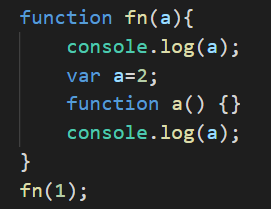 function fn(a){
    console.log(a);
    var a=2;
    function a() {}
    console.log(a);
}
fn(1);